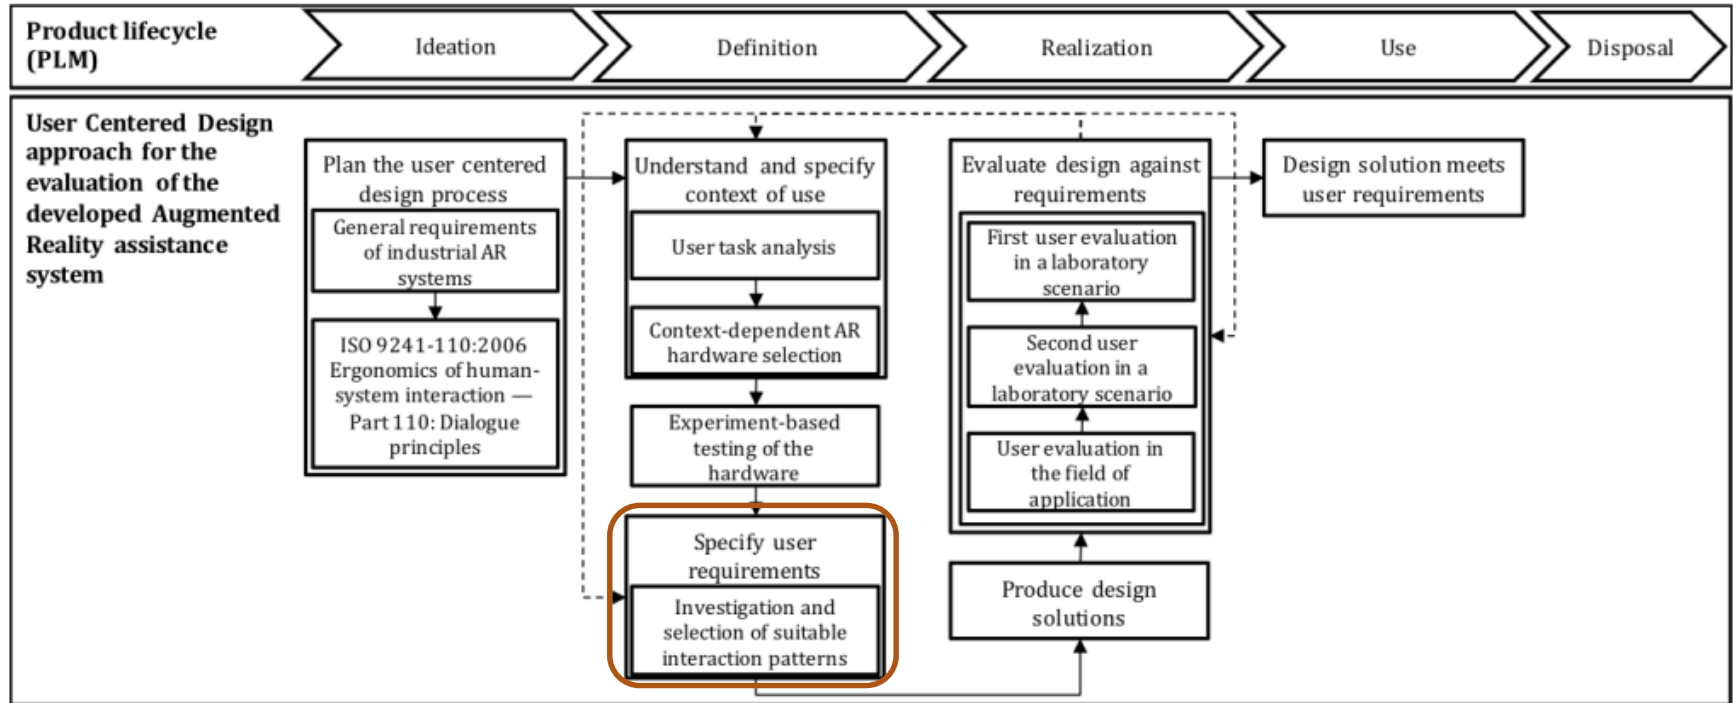 Product lifecycle
(PLM)
Ideation
Definition
Realization
Use
Disposal
User Centered Design
approach for the
evaluation of the
developed Augmented
Reality assistance
system
Plan the user centered
design process
General requirements
of industrial AR
systems
ISO 9241-110:2006
Ergonomics of human-
system interaction —
Part 110: Dialogue
principles
Understand and specify
context of use
User task analysis
Context-dependent AR
hardware selection
Experiment-based
testing of the
hardware
Specify user
requirements
Investigation and
selection of suitable
interaction patterns
Evaluate design against
requirements
First user evaluation
in a laboratory
scenario
Second user
evaluation in a
laboratory scenario
User evaluation in
the field of
application
Produce design
solutions
Design solution meets
user requirements